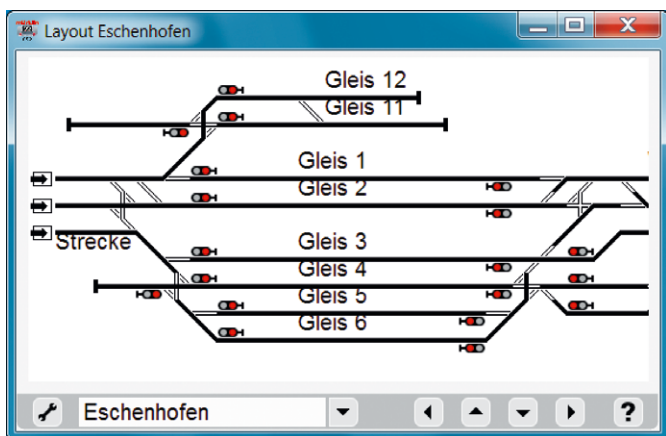 Layout Eschenhofen
Gleis 12
Gleis 11
Gleis 1
Gleis 2
Strecke
Gleis 3
Gleis 4
Gleis 5
Gleis 6
Eschenhofen
?